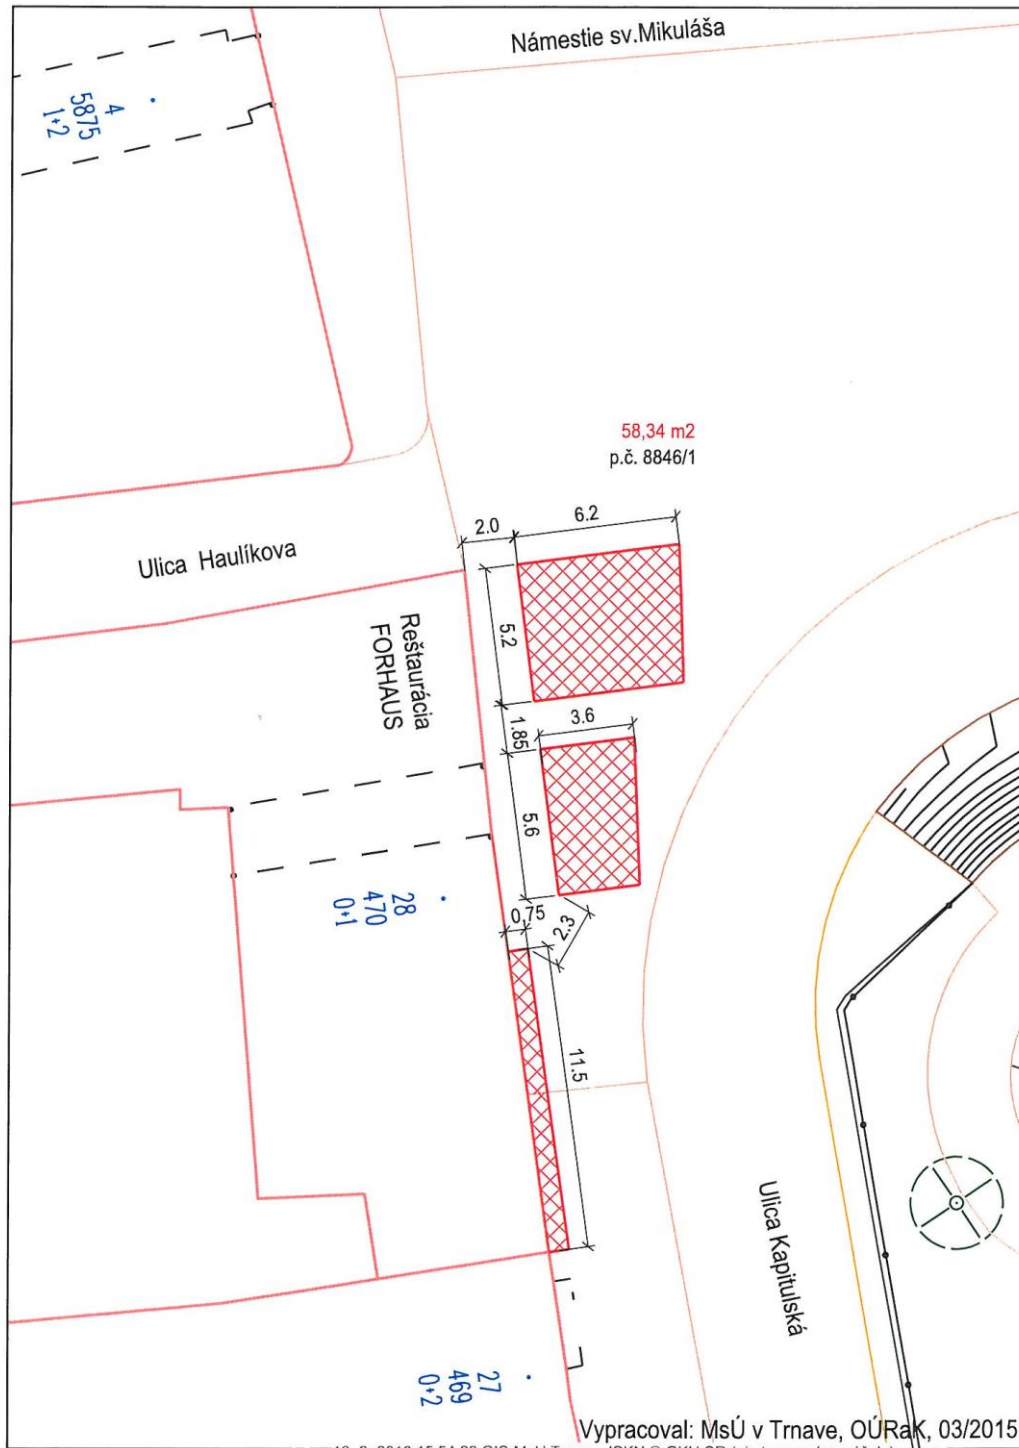 Námestie sv.Mikuláša
4
5875
1+2
58,34 m2
p.č. 8846/1
2.0
6.2
Ulica Haulíkova
5.2
Reštaurácia
FORHAUS
1.85
3.6
5.6
28
470
0+1
0,75
2.3
11.5
Ulica Kapitulská
27
469
0+2
Vypracoval: MsÚ v Trnave, OÚRaK, 03/2015